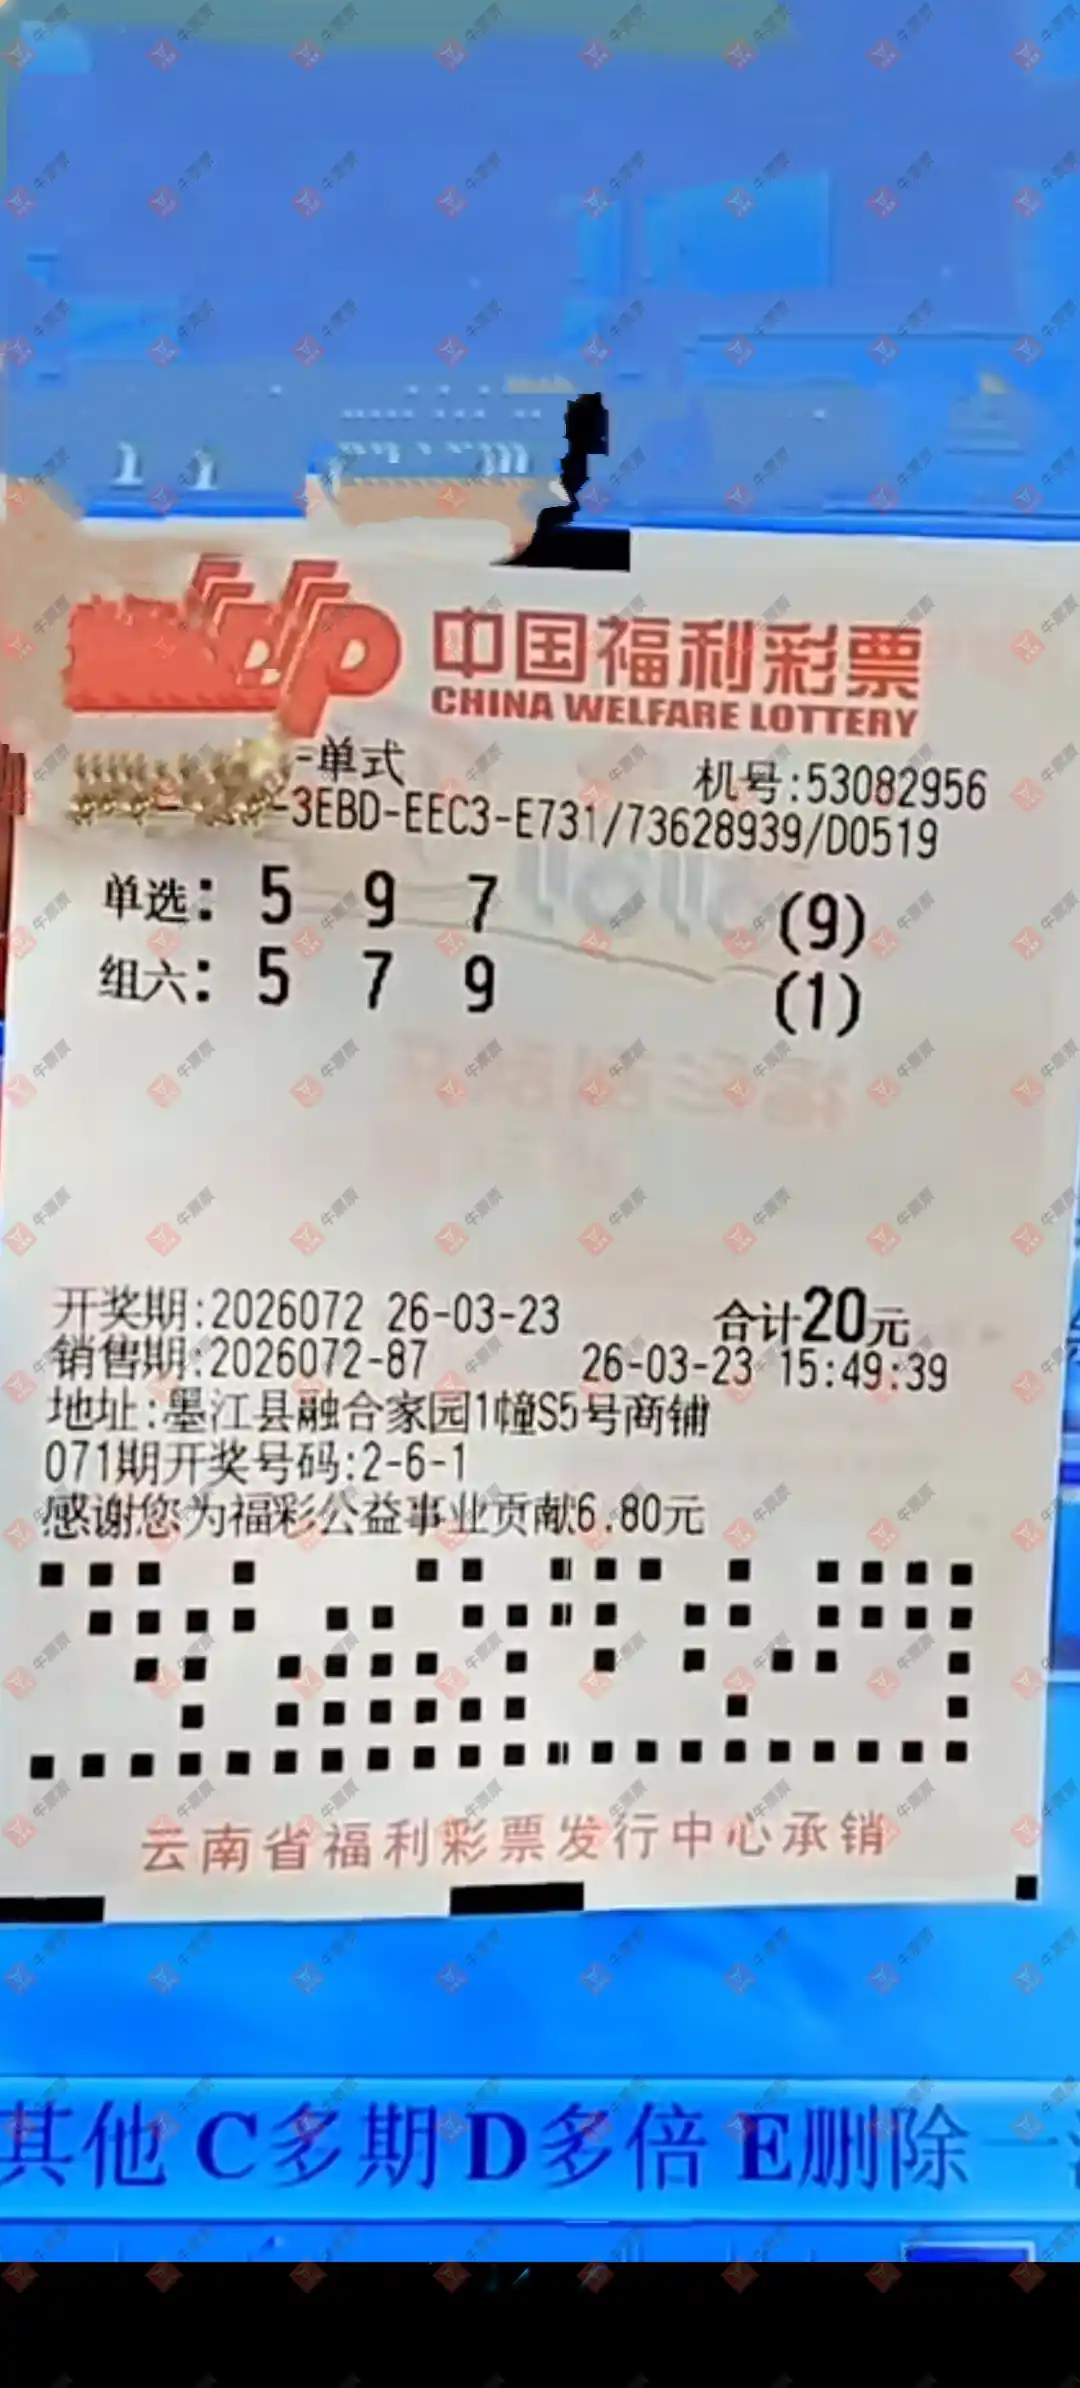 中国福利彩票
CHINA WELFARE LOTTERY
-单式 机号:53082956
-3EBD-EEC3-E731/73628939/D0519
单选: 5 9 7 (9)
组六: 5 7 9 (1)
开奖期:2026072 26-03-23 合计20元
销售期:2026072-87 26-03-23 15:49:39
地址:墨江县融合家园1幢S5号商铺
071期开奖号码:2-6-1
感谢您为福彩公益事业贡献6.80元
云南省福利彩票发行中心承销
其他 C多期 D多倍 E删除一
牛票票